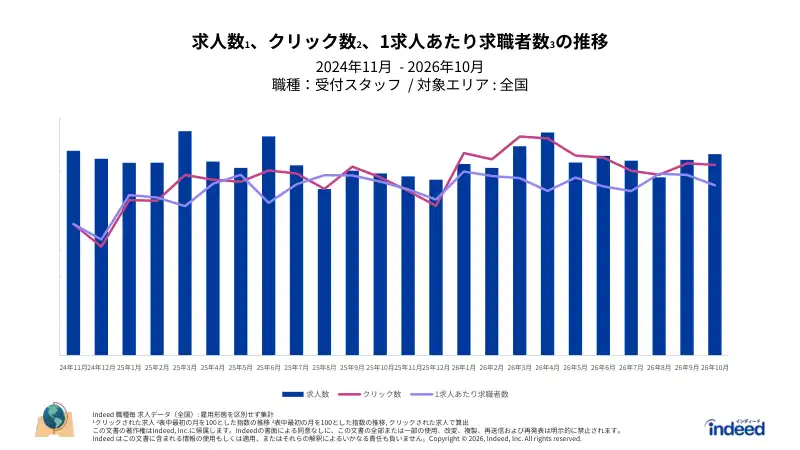 求人数1、クリック数2、1求人あたり求職者数3の推移
2024年11月 - 2026年10月
職種：受付スタッフ / 対象エリア : 全国
24年11月 24年12月 25年1月 25年2月 25年3月 25年4月 25年5月 25年6月 25年7月 25年8月 25年9月 25年10月 25年11月 25年12月 26年1月 26年2月 26年3月 26年4月 26年5月 26年6月 26年7月 26年8月 26年9月 26年10月
求人数 クリック数 1求人あたり求職者数
Indeed 職種毎 求人データ（全国）: 雇用形態を区別せず集計
¹クリックされた求人 ²表中最初の月を100とした指数の推移 ³表中最初の月を100とした指数の推移, クリックされた求人で算出
この文書の著作権はIndeed, Inc.に帰属します。Indeedの書面による同意なしに、この文書の全部または一部の使用、改変、複製、再送信および再発表は明示的に禁止されます。
Indeed はこの文書に含まれる情報の使用もしくは適用、またはそれらの解釈によるいかなる責任も負いません。Copyright © 2026, Indeed, Inc. All rights reserved.
インディード
indeed